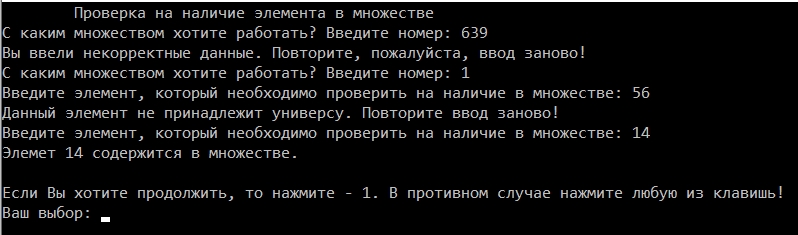 Проверка на наличие элемента в множестве
С каким множеством хотите работать? Введите номер: 639
Вы ввели некорректные данные. Повторите, пожалуйста, ввод заново!
С каким множеством хотите работать? Введите номер: 1
Введите элемент, который необходимо проверить на наличие в множестве: 56
Данный элемент не принадлежит универсу. Повторите ввод заново!
Введите элемент, который необходимо проверить на наличие в множестве: 14
Элемет 14 содержится в множестве.
Если Вы хотите продолжить, то нажмите - 1. В противном случае нажмите любую из клавишь!
Ваш выбор: